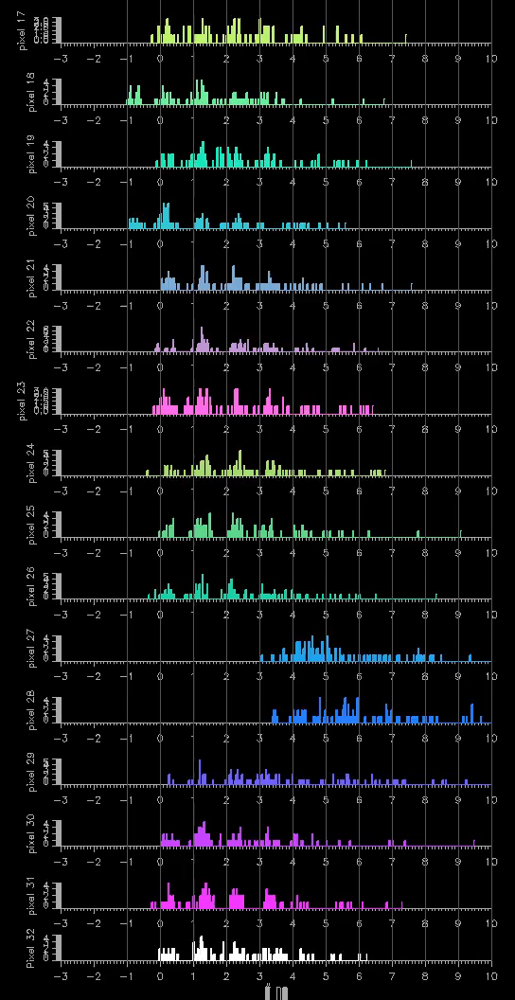 pixel 17
-3 -2 -1 0 1 2 3 4 5 6 7 8 9 10
pixel 18
-3 -2 -1 0 1 2 3 4 5 6 7 8 9 10
pixel 19
-3 -2 -1 0 1 2 3 4 5 6 7 8 9 10
pixel 20
-3 -2 -1 0 1 2 3 4 5 6 7 8 9 10
pixel 21
-3 -2 -1 0 1 2 3 4 5 6 7 8 9 10
pixel 22
-3 -2 -1 0 1 2 3 4 5 6 7 8 9 10
pixel 23
-3 -2 -1 0 1 2 3 4 5 6 7 8 9 10
pixel 24
-3 -2 -1 0 1 2 3 4 5 6 7 8 9 10
pixel 25
-3 -2 -1 0 1 2 3 4 5 6 7 8 9 10
pixel 26
-3 -2 -1 0 1 2 3 4 5 6 7 8 9 10
pixel 27
-3 -2 -1 0 1 2 3 4 5 6 7 8 9 10
pixel 28
-3 -2 -1 0 1 2 3 4 5 6 7 8 9 10
pixel 29
-3 -2 -1 0 1 2 3 4 5 6 7 8 9 10
pixel 30
-3 -2 -1 0 1 2 3 4 5 6 7 8 9 10
pixel 31
-3 -2 -1 0 1 2 3 4 5 6 7 8 9 10
pixel 32
-3 -2 -1 0 1 2 3 4 5 6 7 8 9 10